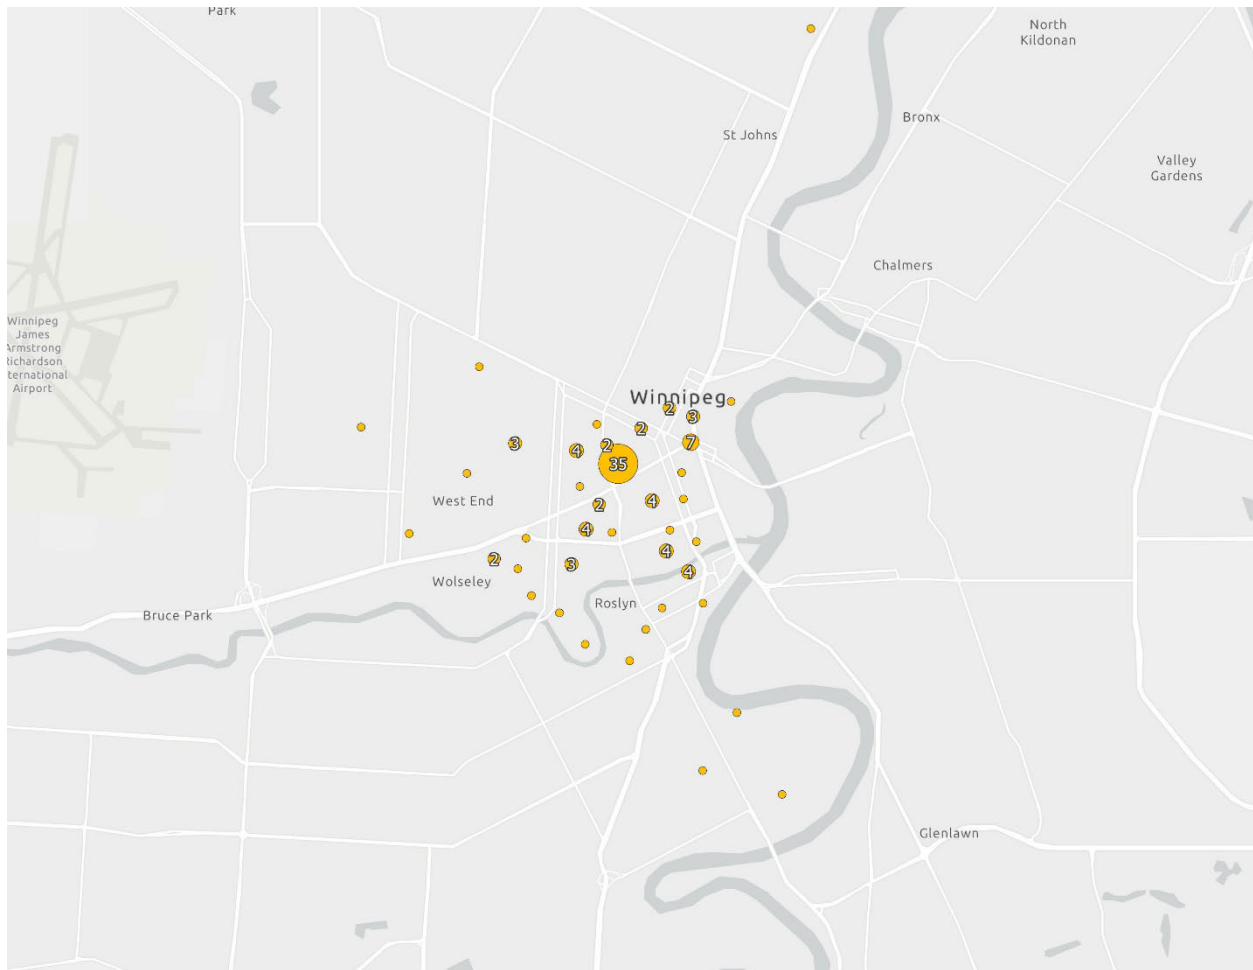 Park
North
Kildonan
Bronx
St Johns
Valley
Gardens
Chalmers
Winnipeg
James
Armstrong
Richardson
International
Airport
Winnipeg
2
3
2
7
3
4
2
35
West End
2
4
4
4
2
3
4
Wolseley
Roslyn
Bruce Park
Glenlawn